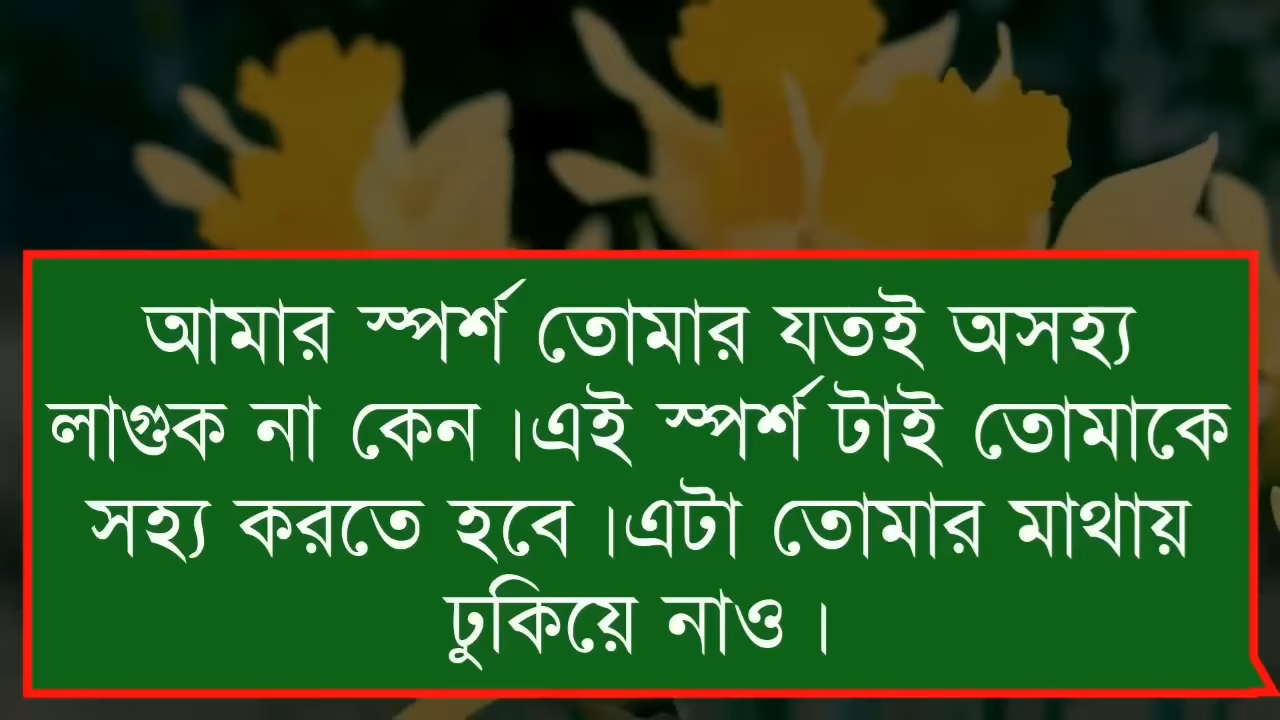 আমার স্পর্শ তোমার যতই অসহ্য
লাগুক না কেন ।এই স্পর্শ টাই তোমাকে
সহ্য করতে হবে ।এটা তোমার মাথায়
ঢুকিয়ে নাও ।